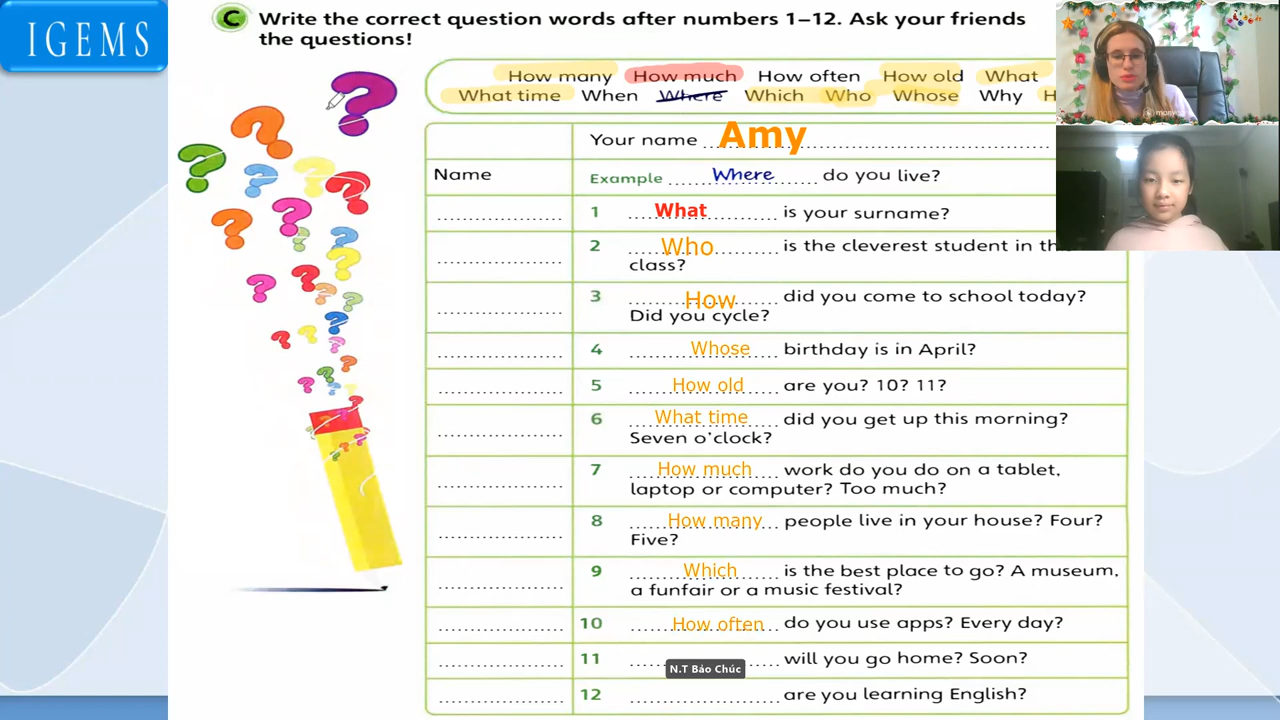 IGEMS
C Write the correct question words after numbers 1–12. Ask your friends
the questions!
How many How much How often How old What
What time When Where Which Who Whose Why H
Your name Amy
Name
Example Where do you live?
1 What is your surname?
2 Who is the cleverest student in th
class?
3 How did you come to school today?
Did you cycle?
4 Whose birthday is in April?
5 How old are you? 10? 11?
6 What time did you get up this morning?
Seven o'clock?
7 How much work do you do on a tablet,
laptop or computer? Too much?
8 How many people live in your house? Four?
Five?
9 Which is the best place to go? A museum,
a funfair or a music festival?
10 How often do you use apps? Every day?
11 N.T Bảo Chúc will you go home? Soon?
12 are you learning English?